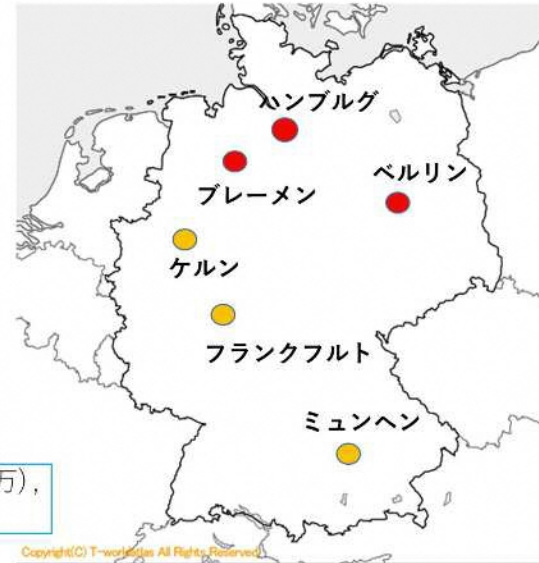 ハンブルグ
ベルリン
ブレーメン
ケルン
フランクフルト
ミュンヘン
万),
Copyright(C) T-worldatlas All Rights Reserved